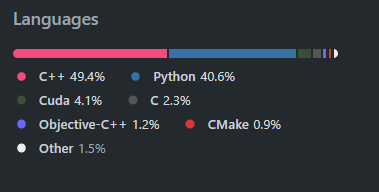 Languages
C++ 49.4% Python 40.6%
Cuda 4.1% C 2.3%
Objective-C++ 1.2% CMake 0.9%
Other 1.5%